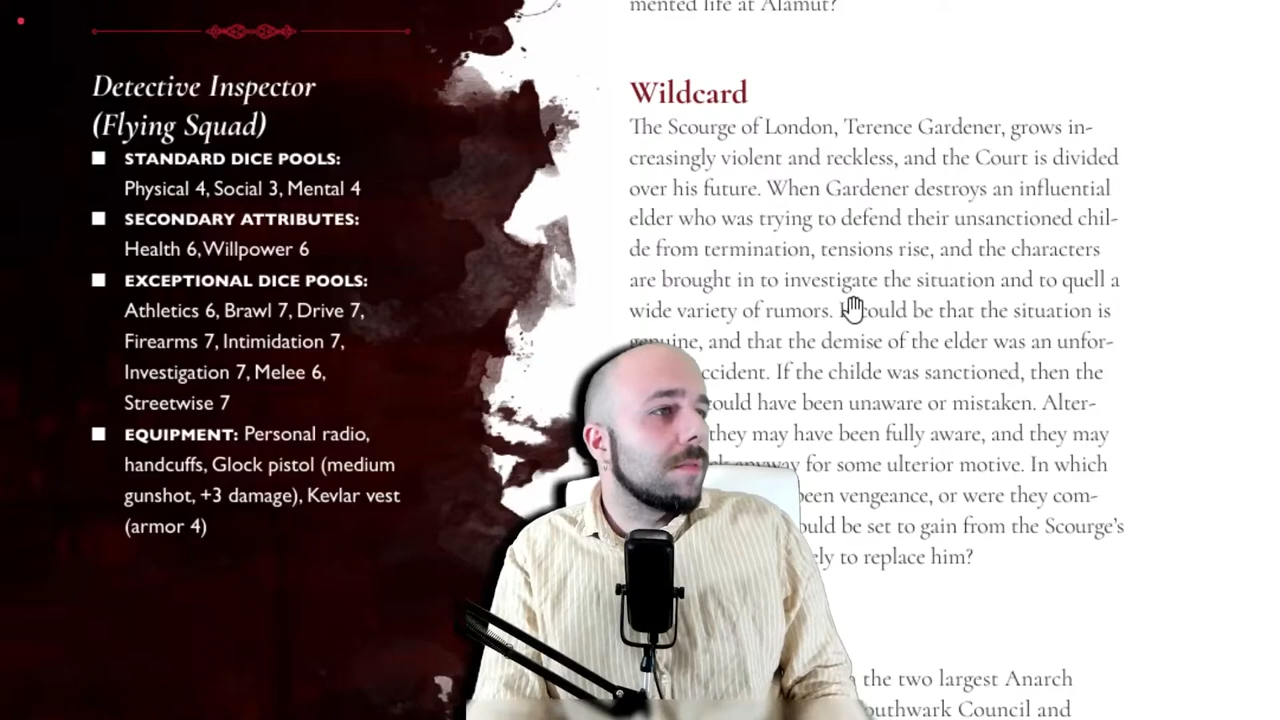 mented life at Alamut?
Detective Inspector
(Flying Squad)
STANDARD DICE POOLS:
Physical 4, Social 3, Mental 4
SECONDARY ATTRIBUTES:
Health 6, Willpower 6
EXCEPTIONAL DICE POOLS:
Athletics 6, Brawl 7, Drive 7,
Firearms 7, Intimidation 7,
Investigation 7, Melee 6,
Streetwise 7
EQUIPMENT: Personal radio,
handcuffs, Glock pistol (medium
gunshot, +3 damage), Kevlar vest
(armor 4)
Wildcard
The Scourge of London, Terence Gardener, grows in-
creasingly violent and reckless, and the Court is divided
over his future. When Gardener destroys an influential
elder who was trying to defend their unsanctioned chil-
de from termination, tensions rise, and the characters
are brought in to investigate the situation and to quell a
wide variety of rumors. It could be that the situation is
genuine, and that the demise of the elder was an unfor-
If the childe was sanctioned, then the
could have been unaware or mistaken. Alter-
they may have been fully aware, and they may
anyway for some ulterior motive. In which
been vengeance, or were they com-
be set to gain from the Scourge's
to replace him?
the two largest Anarch
Southwark Council and